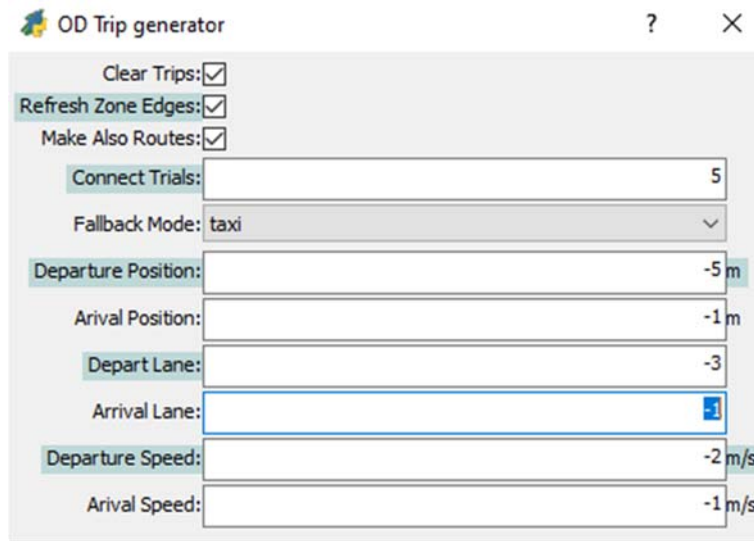 OD Trip generator ? ×
Clear Trips:
Refresh Zone Edges:
Make Also Routes:
Connect Trials: 5
Fallback Mode: taxi
Departure Position: -5 m
Arival Position: -1 m
Depart Lane: -3
Arrival Lane: -1
Departure Speed: -2 m/s
Arival Speed: -1 m/s